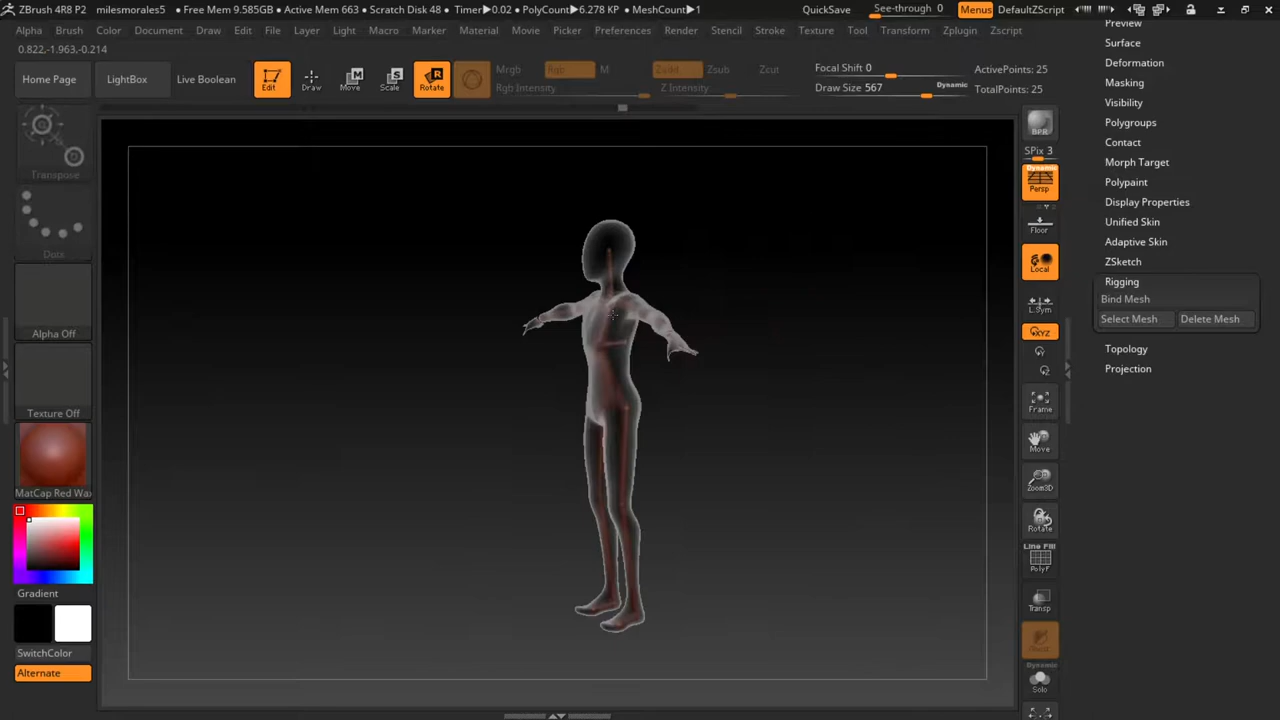 ZBrush 4R8 P2 milesmorales5 • Free Mem 9.585GB • Active Mem 663 • Scratch Disk 48 • Timer▶0.02 • PolyCount▶6.278 KP • MeshCount▶1 QuickSave See-through 0 Menus DefaultZScript
Alpha Brush Color Document Draw Edit File Layer Light Macro Marker Material Movie Picker Preferences Render Stencil Stroke Texture Tool Transform Zplugin Zscript
0.822,-1.963,-0.214
Home Page LightBox Live Boolean Edit Draw Move Scale Rotate
M S R
Mrgb Rgb M Zadd Zsub Zcut
Rgb Intensity Z Intensity
Focal Shift 0
Draw Size 567 Dynamic
ActivePoints: 25
TotalPoints: 25
Transpose
Dots
Alpha Off
Texture Off
MatCap Red Wax
Gradient
SwitchColor
Alternate
BPR
SPix 3
Dynamic
Persp
Floor
Local
L.Sym
XYZ
Y
Z
Frame
Move
Zoom3D
Rotate
Line Fill
PolyF
Transp
Dynamic
Solo
Preview
Surface
Deformation
Masking
Visibility
Polygroups
Contact
Morph Target
Polypaint
Display Properties
Unified Skin
Adaptive Skin
ZSketch
Rigging
Bind Mesh
Select Mesh Delete Mesh
Topology
Projection